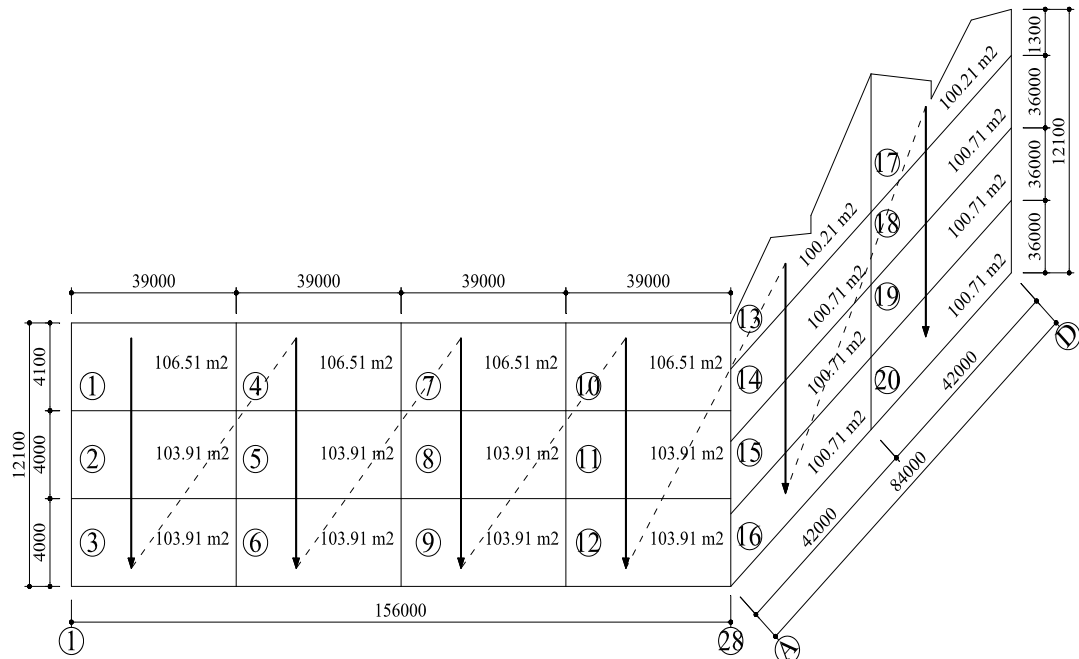 1300
36000
36000
36000
12100
100.21 m2
100.71 m2
100.71 m2
100.71 m2
17
18
19
20
100.21 m2
100.71 m2
100.71 m2
100.71 m2
13
14
15
16
39000 39000 39000 39000
4100
4000
4000
12100
① 106.51 m2 ④ 106.51 m2 ⑦ 106.51 m2 ⑩ 106.51 m2
② 103.91 m2 ⑤ 103.91 m2 ⑧ 103.91 m2 ⑪ 103.91 m2
③ 103.91 m2 ⑥ 103.91 m2 ⑨ 103.91 m2 ⑫ 103.91 m2
42000
42000
84000
D
156000
① 28 A